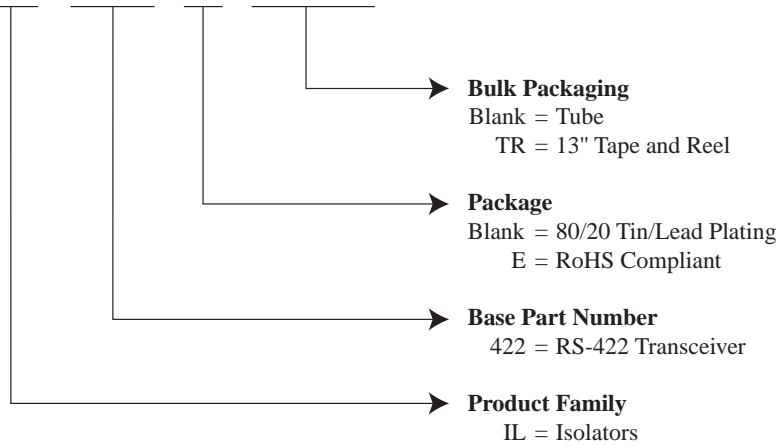 Bulk Packaging
Blank = Tube
TR = 13" Tape and Reel
Package
Blank = 80/20 Tin/Lead Plating
E = RoHS Compliant
Base Part Number
422 = RS-422 Transceiver
Product Family
IL = Isolators